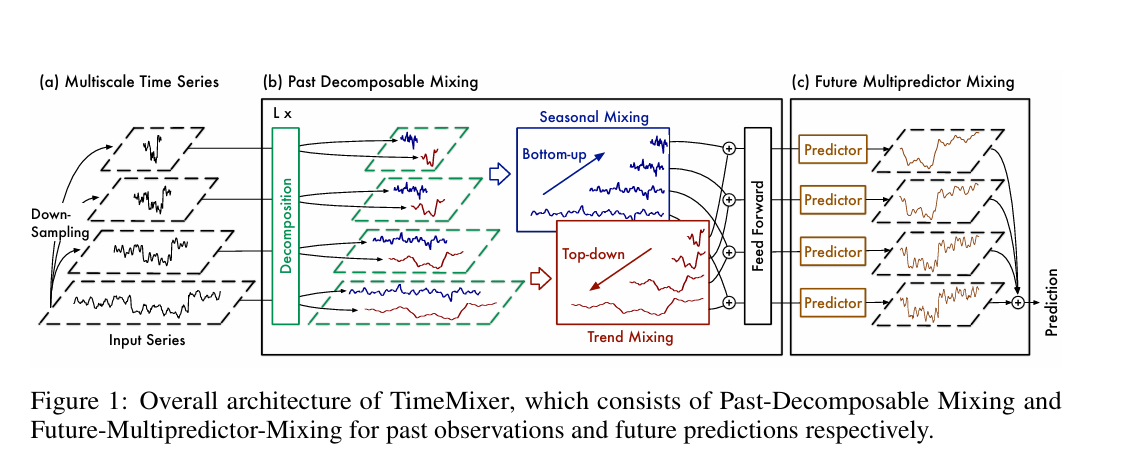 (a) Multiscale Time Series
Down-
Sampling
Input Series
(b) Past Decomposable Mixing
L x
Decomposition
Seasonal Mixing
Bottom-up
Top-down
Trend Mixing
Feed Forward
(c) Future Multipredictor Mixing
Predictor
Predictor
Predictor
Predictor
Prediction
Figure 1: Overall architecture of TimeMixer, which consists of Past-Decomposable Mixing and
Future-Multipredictor-Mixing for past observations and future predictions respectively.